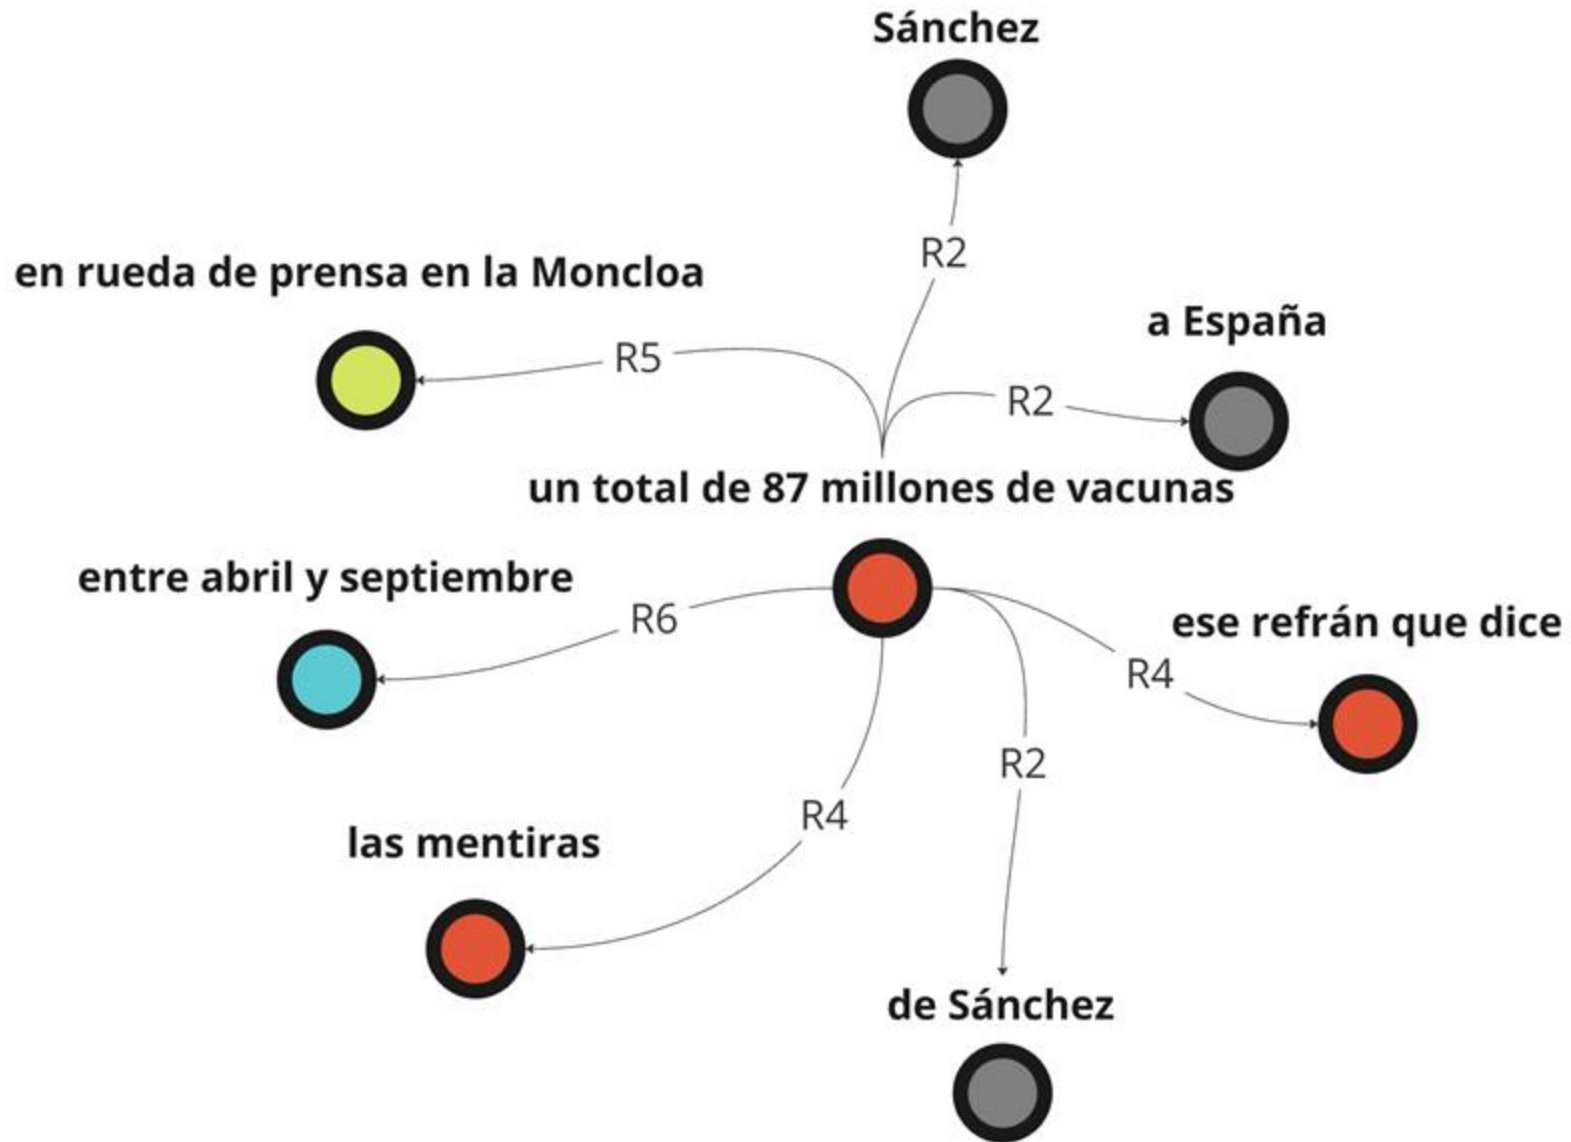 Sánchez
R2
en rueda de prensa en la Moncloa
a España
R5
R2
un total de 87 millones de vacunas
entre abril y septiembre
R6
ese refrán que dice
R4
R2
R4
las mentiras
de Sánchez